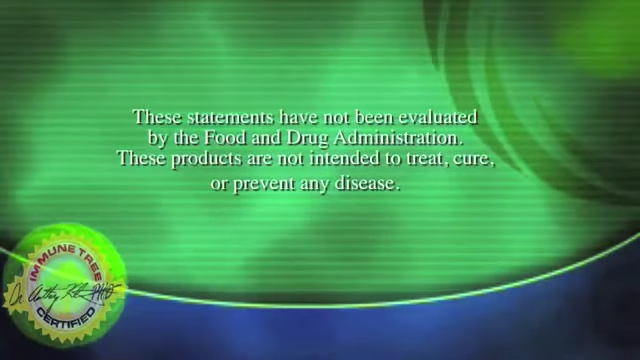 These statements have not been evaluated
by the Food and Drug Administration.
These products are not intended to treat, cure,
or prevent any disease.
IMMUNE TREE
CERTIFIED